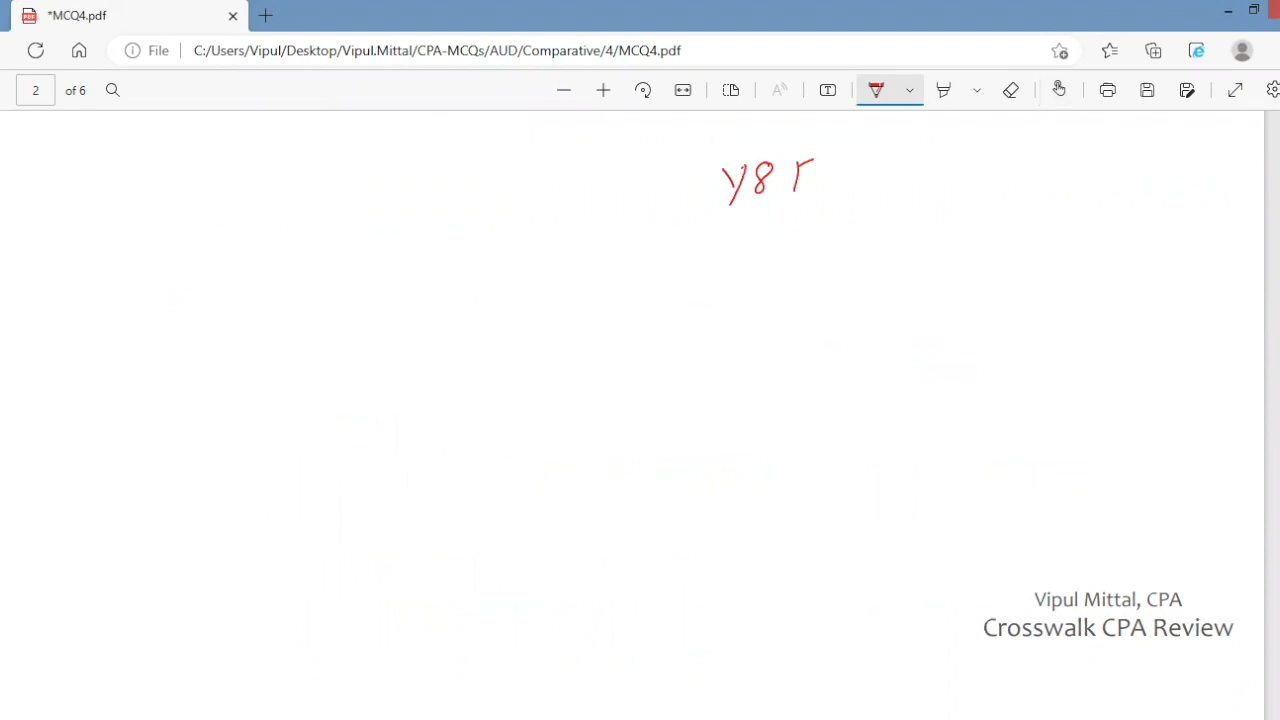 *MCQ4.pdf
File
C:/Users/Vipul/Desktop/Vipul.Mittal/CPA-MCQs/AUD/Comparative/4/MCQ4.pdf
2 of 6
y8
Vipul Mittal, CPA
Crosswalk CPA Review